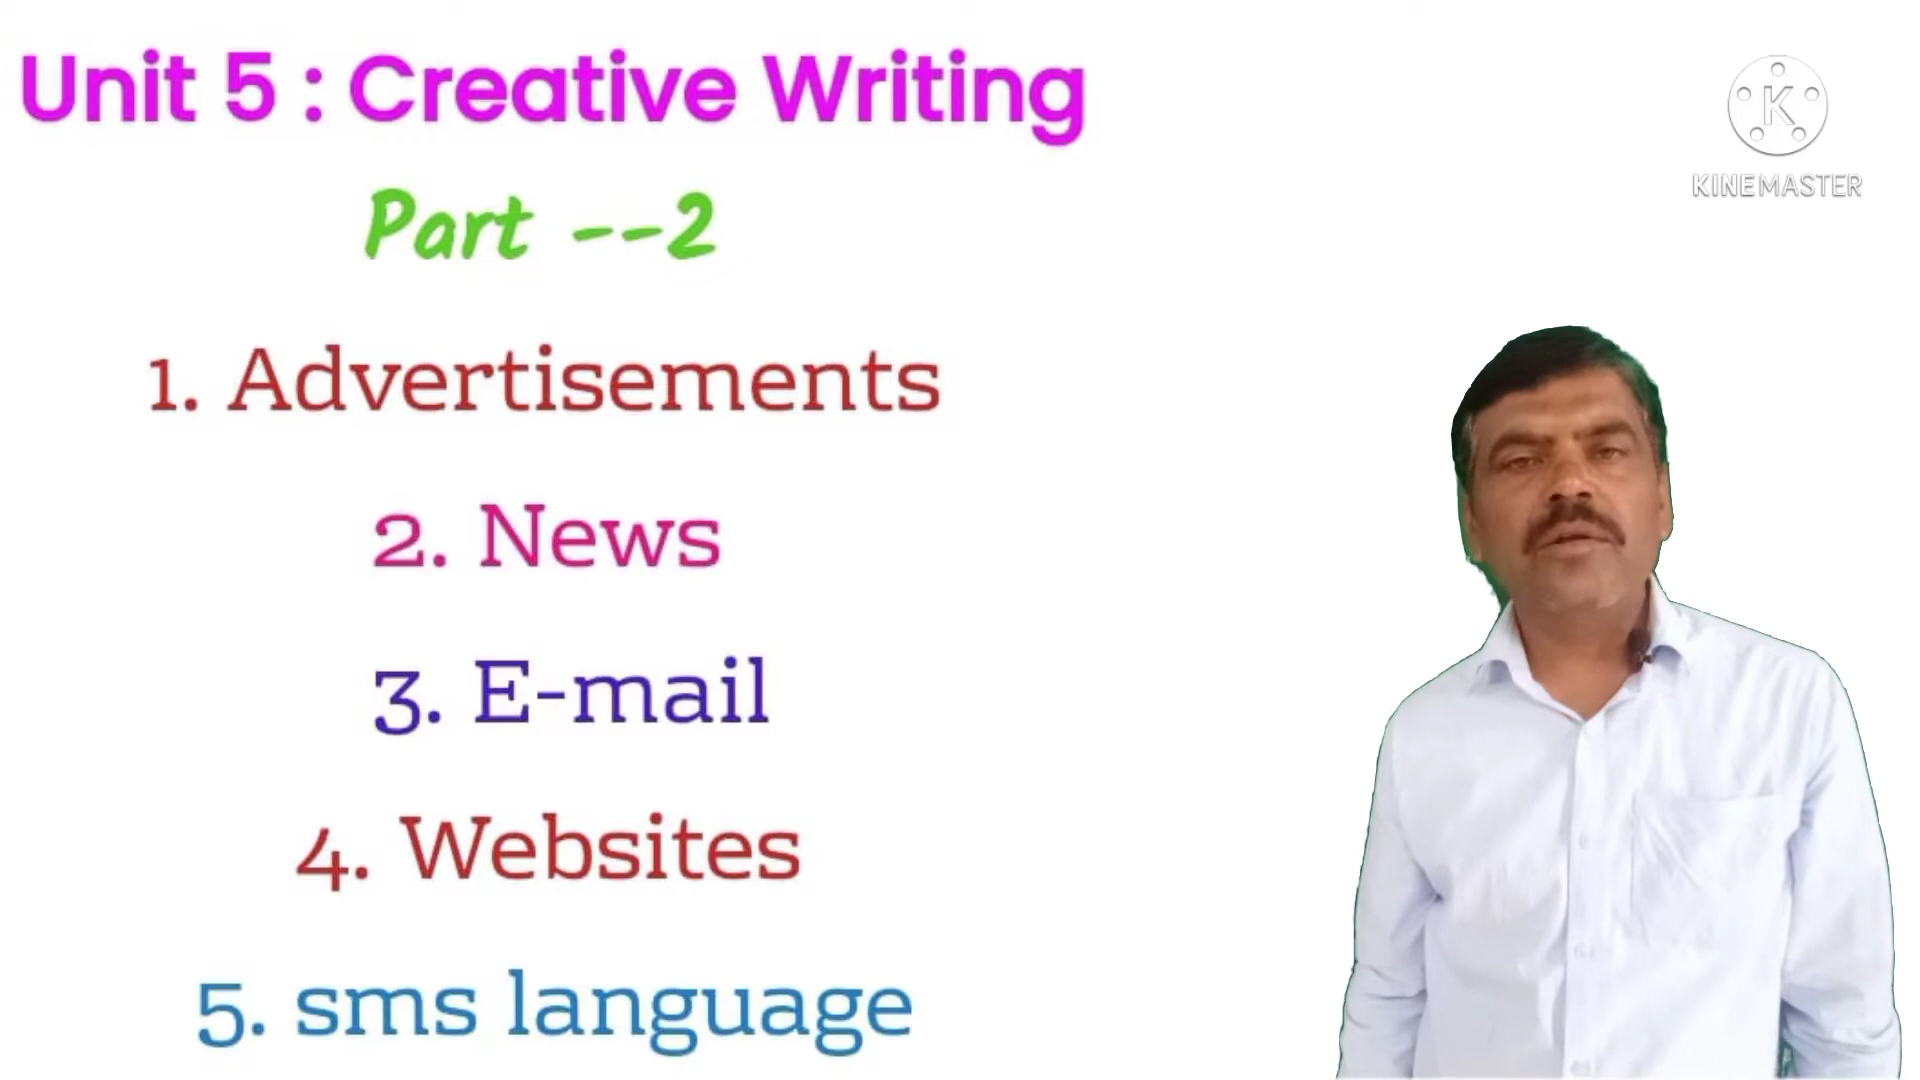 Unit 5 : Creative Writing
Part --2
1. Advertisements
2. News
3. E-mail
4. Websites
5. sms language
K
KINEMASTER